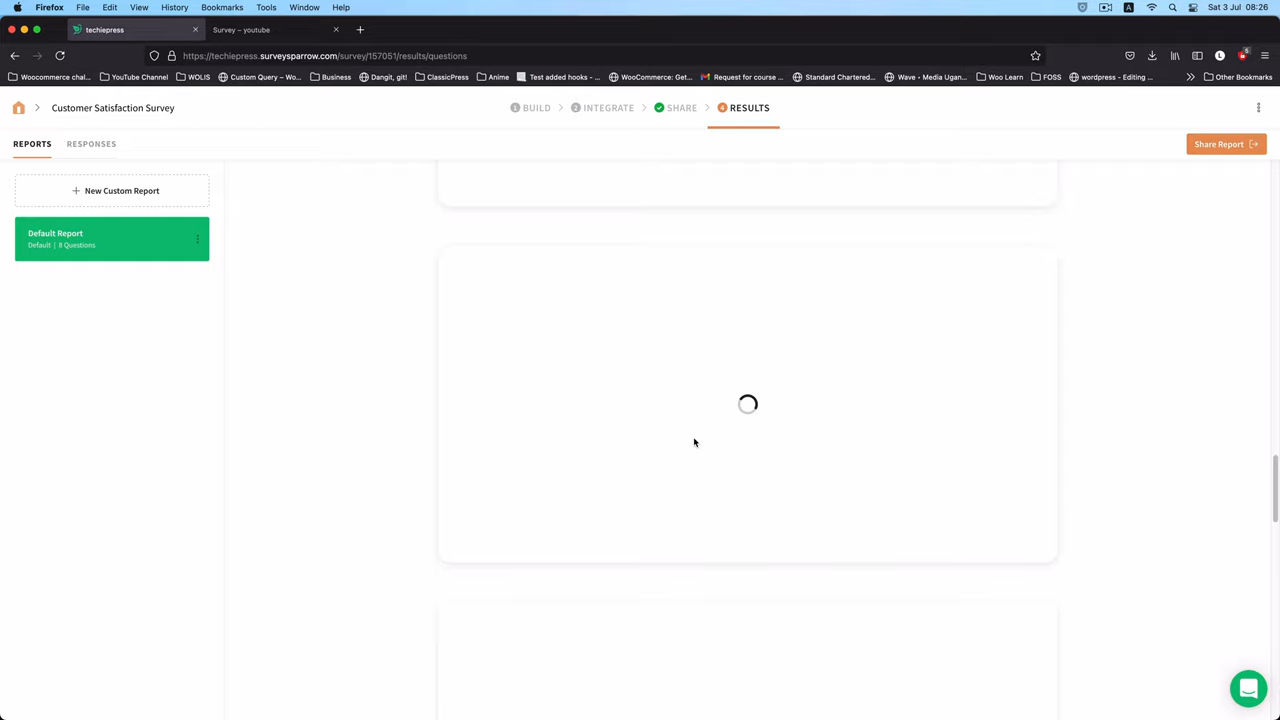 Firefox File Edit View History Bookmarks Tools Window Help
A
Sat 3 Jul 08:26
techiepress
Survey – youtube
https://techiepress.surveysparrow.com/survey/157051/results/questions
L
Woocommerce chal... YouTube Channel WOLIS Custom Query – Wo... Business Dangit, git! ClassicPress Anime Test added hooks - ... WooCommerce: Get... Request for course ... Standard Chartered... Wave • Media Ugan... Woo Learn FOSS wordpress - Editing ... Other Bookmarks
Customer Satisfaction Survey
1 BUILD 2 INTEGRATE SHARE 4 RESULTS
REPORTS RESPONSES
Share Report
New Custom Report
Default Report
Default | 8 Questions